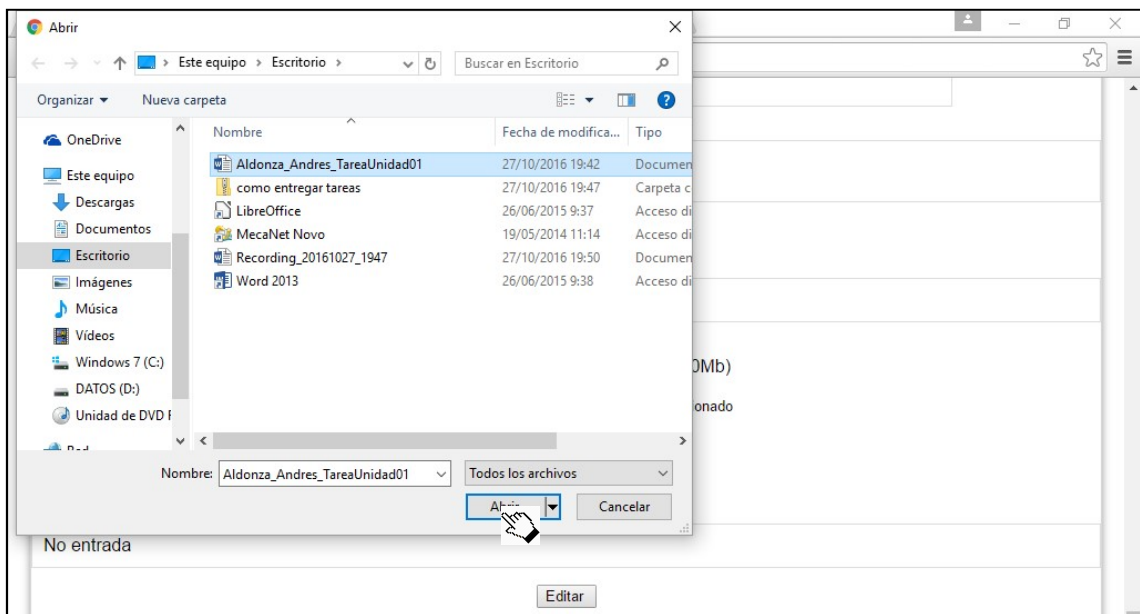 Abrir
Este equipo > Escritorio >
Buscar en Escritorio
Organizar
Nueva carpeta
Nombre
Fecha de modifica...
Tipo
OneDrive
Este equipo
Descargas
Documentos
Escritorio
Imágenes
Música
Vídeos
Windows 7 (C:)
DATOS (D:)
Unidad de DVD
Aldonza_Andres_TareaUnidad01 27/10/2016 19:42 Documen
como entregar tareas 27/10/2016 19:47 Carpeta c
LibreOffice 26/06/2015 9:37 Acceso di
MecaNet Novo 19/05/2014 11:14 Acceso di
Recording_20161027_1947 27/10/2016 19:50 Documen
Word 2013 26/06/2015 9:38 Acceso di
0Mb)
onado
Nombre: Aldonza_Andres_TareaUnidad01
Todos los archivos
Abrir
Cancelar
No entrada
Editar